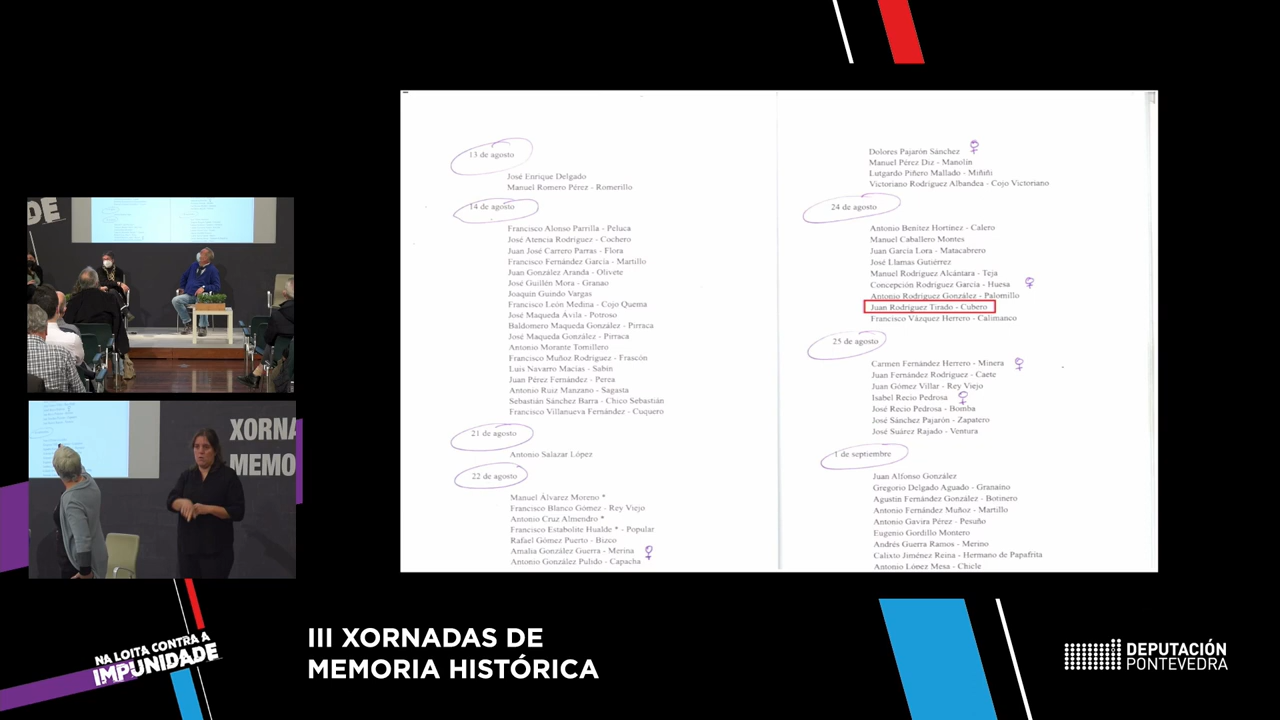 13 de agosto
José Enrique Delgado
Manuel Romero Pérez - Romerillo
14 de agosto
Francisco Alonso Parrilla - Peluca
José Atencia Rodríguez - Cochero
Juan José Carrero Parras - Flora
Francisco Fernández García - Martillo
Juan González Aranda - Olivete
José Guillén Mora - Granao
Joaquín Guindo Vargas
Francisco León Medina - Cojo Quema
José Maqueda Ávila - Potroso
Baldomero Maqueda González - Pirraca
José Maqueda González - Pirraca
Antonio Morante Tomillero
Francisco Muñoz Rodríguez - Frascón
Luis Navarro Macías - Sabín
Juan Pérez Fernández - Perea
Antonio Ruiz Manzano - Sagasta
Sebastián Sánchez Barra - Chico Sebastián
Francisco Villanueva Fernández - Cuquero
21 de agosto
Antonio Salazar López
22 de agosto
Manuel Álvarez Moreno *
Francisco Blanco Gómez - Rey Viejo
Antonio Cruz Almendro *
Francisco Estabolite Hualde * - Popular
Rafael Gómez Puerto - Bizco
Amalia González Guerra - Merina ♀
Antonio González Pulido - Capacha
Dolores Pajarón Sánchez ♀
Manuel Pérez Diz - Manolín
Lutgardo Piñero Mallado - Miñiñi
Victoriano Rodríguez Albandea - Cojo Victoriano
24 de agosto
Antonio Benítez Hortínez - Calero
Manuel Caballero Montes
Juan García Lora - Matacabrero
José Llamas Gutiérrez
Manuel Rodríguez Alcántara - Teja
Concepción Rodríguez García - Huesa ♀
Antonio Rodríguez González - Palomillo
Juan Rodríguez Tirado - Cubero
Francisco Vázquez Herrero - Calimanco
25 de agosto
Carmen Fernández Herrero - Minera ♀
Juan Fernández Rodríguez - Caete
Juan Gómez Villar - Rey Viejo
Isabel Recio Pedrosa ♀
José Recio Pedrosa - Bomba
José Sánchez Pajarón - Zapatero
José Suárez Rajado - Ventura
1 de septiembre
Juan Alfonso González
Gregorio Delgado Aguado - Granaíno
Agustín Fernández González - Botinero
Antonio Fernández Muñoz - Martillo
Antonio Gavira Pérez - Pesuño
Eugenio Gordillo Montero
Andrés Guerra Ramos - Merino
Calixto Jiménez Reina - Hermano de Papafrita
Antonio López Mesa - Chicle
DE
UNIDADE
XORNA
MEMO
NA LOITA CONTRA A
IMPUNIDADE
III XORNADAS DE
MEMORIA HISTÓRICA
DEPUTACIÓN
PONTEVEDRA